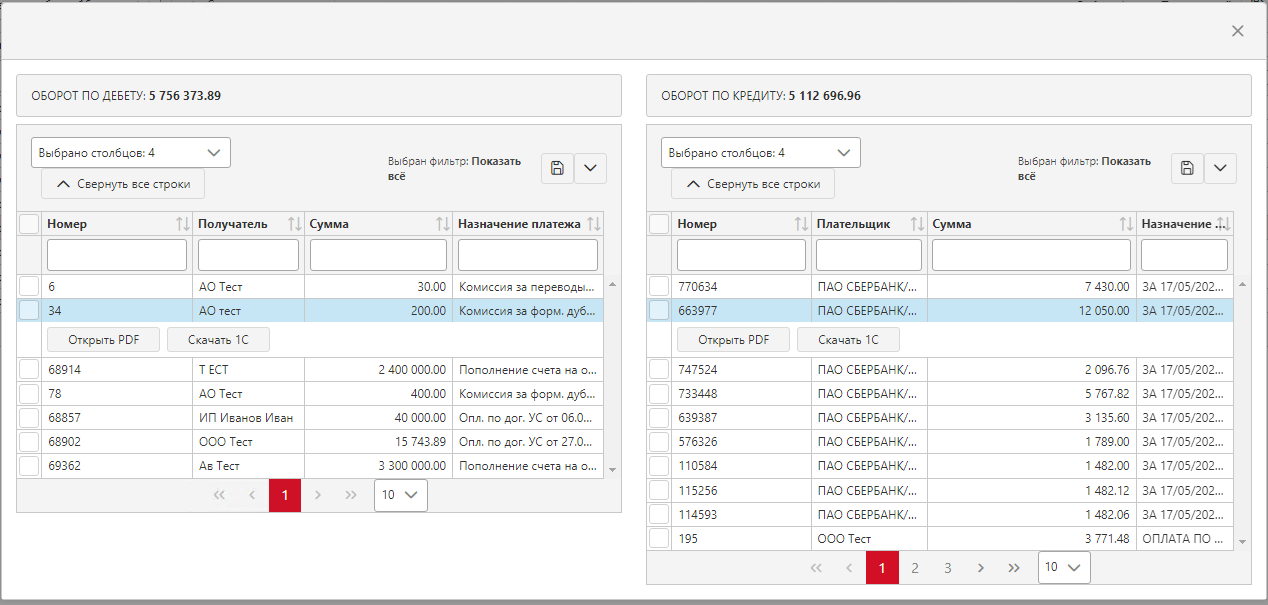 ОБОРОТ ПО ДЕБЕТУ: 5 756 373.89
Выбрано столбцов: 4
Выбран фильтр: Показать
всё
Свернуть все строки
Номер Получатель Сумма Назначение платежа
6 АО Тест 30.00 Комиссия за переводы...
34 АО тест 200.00 Комиссия за форм. дуб...
Открыть PDF Скачать 1С
68914 Т ЕСТ 2 400 000.00 Пополнение счета на о...
78 АО Тест 400.00 Комиссия за форм. дуб...
68857 ИП Иванов Иван 40 000.00 Опл. по дог. УС от 06.0...
68902 ООО Тест 15 743.89 Опл. по дог. УС от 27.0...
69362 Ав Тест 3 300 000.00 Пополнение счета на о...
1 10
ОБОРОТ ПО КРЕДИТУ: 5 112 696.96
Выбрано столбцов: 4
Выбран фильтр: Показать
всё
Свернуть все строки
Номер Плательщик Сумма Назначение ...
770634 ПАО СБЕРБАНК/... 7 430.00 ЗА 17/05/202...
663977 ПАО СБЕРБАНК/... 12 050.00 ЗА 17/05/202...
Открыть PDF Скачать 1С
747524 ПАО СБЕРБАНК/... 2 096.76 ЗА 17/05/202...
733448 ПАО СБЕРБАНК/... 5 767.82 ЗА 17/05/202...
639387 ПАО СБЕРБАНК/... 3 135.60 ЗА 17/05/202...
576326 ПАО СБЕРБАНК/... 1 789.00 ЗА 17/05/202...
110584 ПАО СБЕРБАНК/... 1 482.00 ЗА 17/05/202...
115256 ПАО СБЕРБАНК/... 1 482.12 ЗА 17/05/202...
114593 ПАО СБЕРБАНК/... 1 482.06 ЗА 17/05/202...
195 ООО Тест 3 771.48 ОПЛАТА ПО ...
1 2 3 10